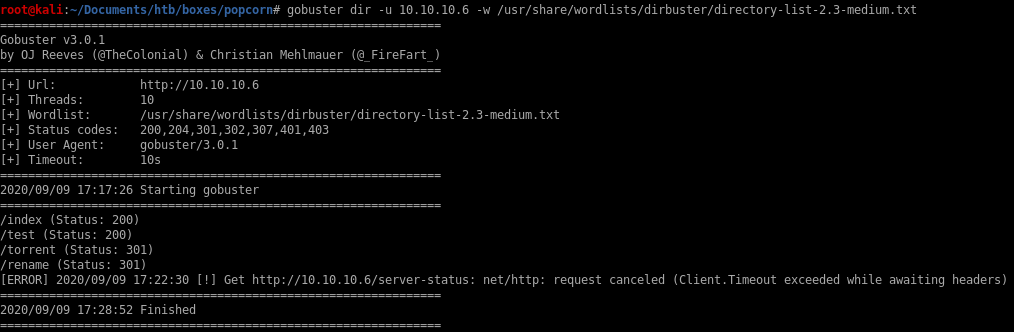 root@kali:~/Documents/htb/boxes/popcorn# gobuster dir -u 10.10.10.6 -w /usr/share/wordlists/dirbuster/directory-list-2.3-medium.txt
===============================================================
Gobuster v3.0.1
by OJ Reeves (@TheColonial) & Christian Mehlmauer (@_FireFart_)
===============================================================
[+] Url:            http://10.10.10.6
[+] Threads:        10
[+] Wordlist:       /usr/share/wordlists/dirbuster/directory-list-2.3-medium.txt
[+] Status codes:   200,204,301,302,307,401,403
[+] User Agent:     gobuster/3.0.1
[+] Timeout:        10s
===============================================================
2020/09/09 17:17:26 Starting gobuster
===============================================================
/index (Status: 200)
/test (Status: 200)
/torrent (Status: 301)
/rename (Status: 301)
[ERROR] 2020/09/09 17:22:30 [!] Get http://10.10.10.6/server-status: net/http: request canceled (Client.Timeout exceeded while awaiting headers)
===============================================================
2020/09/09 17:28:52 Finished
===============================================================